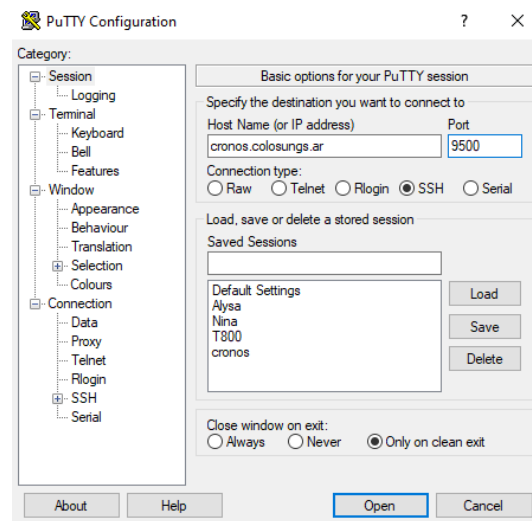 PuTTY Configuration
?
Category:
Session
Logging
Terminal
Keyboard
Bell
Features
Window
Appearance
Behaviour
Translation
Selection
Colours
Connection
Data
Proxy
Telnet
Rlogin
SSH
Serial
Basic options for your PuTTY session
Specify the destination you want to connect to
Host Name (or IP address) Port
cronos.colosungs.ar 9500
Connection type:
Raw Telnet Rlogin SSH Serial
Load, save or delete a stored session
Saved Sessions
Default Settings
Alysa
Nina
T800
cronos
Load
Save
Delete
Close window on exit:
Always Never Only on clean exit
About Help Open Cancel